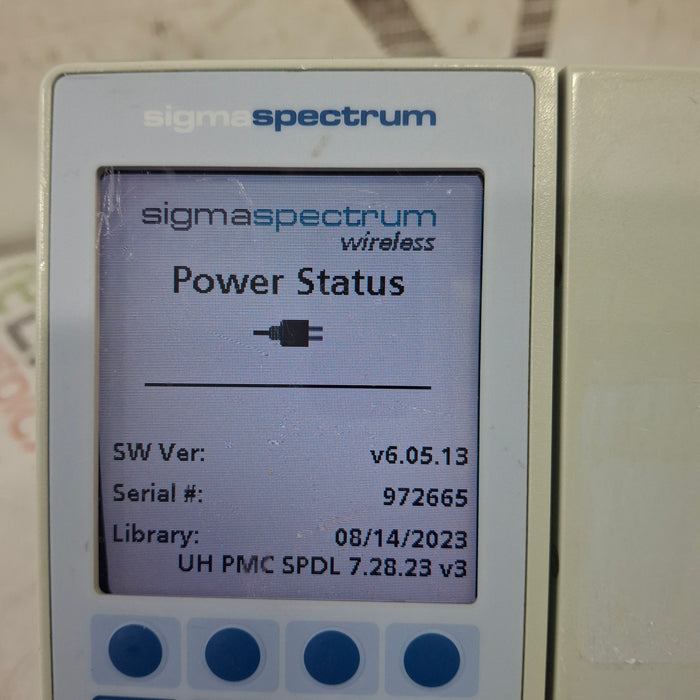 sigmaspectrum
sigmaspectrum
wireless
Power Status
SW Ver: v6.05.13
Serial #: 972665
Library: 08/14/2023
UH PMC SPDL 7.28.23 v3